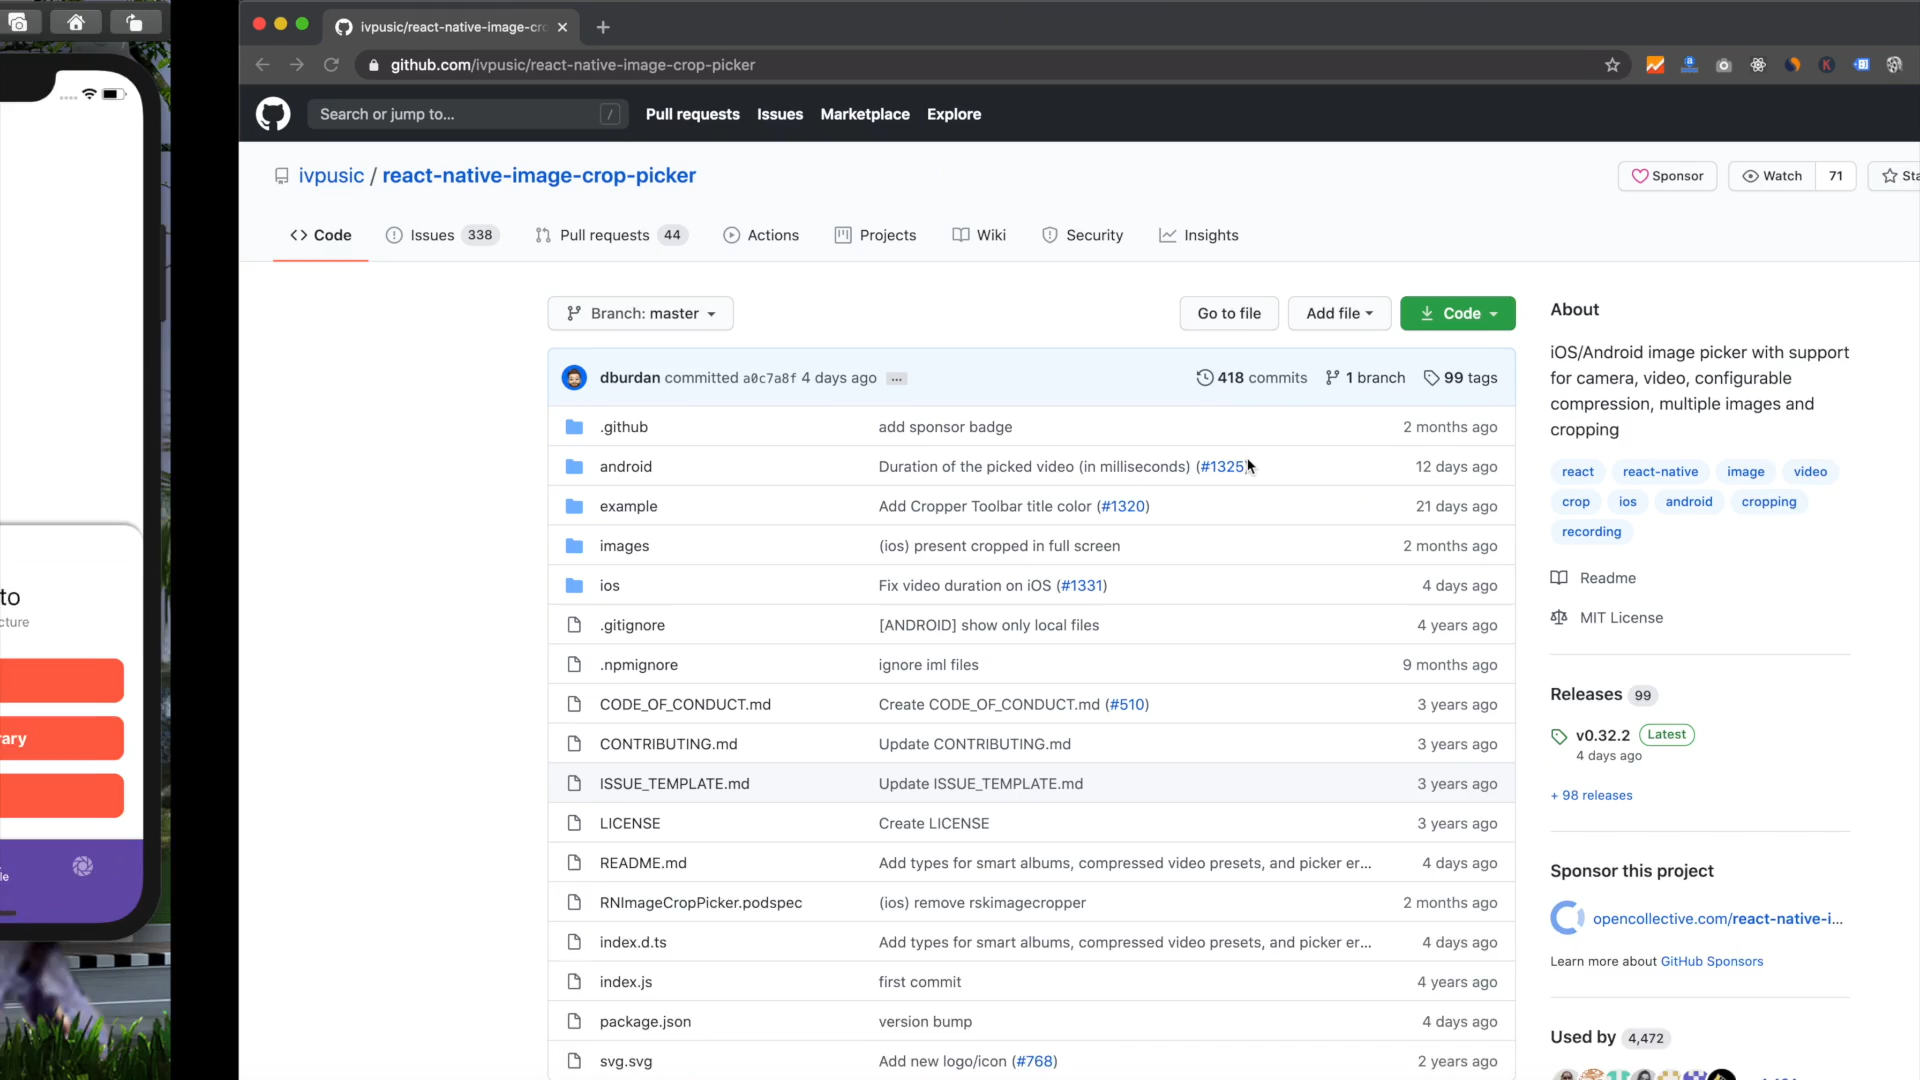 ivpusic/react-native-image-cro
github.com/ivpusic/react-native-image-crop-picker
Search or jump to... /
Pull requests Issues Marketplace Explore
ivpusic / react-native-image-crop-picker
Sponsor Watch 71
Code Issues 338 Pull requests 44 Actions Projects Wiki Security Insights
Branch: master Go to file Add file Code
dburdan committed a0c7a8f 4 days ago ... 418 commits 1 branch 99 tags
.github add sponsor badge 2 months ago
android Duration of the picked video (in milliseconds) (#1325) 12 days ago
example Add Cropper Toolbar title color (#1320) 21 days ago
images (ios) present cropped in full screen 2 months ago
ios Fix video duration on iOS (#1331) 4 days ago
.gitignore [ANDROID] show only local files 4 years ago
.npmignore ignore iml files 9 months ago
CODE_OF_CONDUCT.md Create CODE_OF_CONDUCT.md (#510) 3 years ago
CONTRIBUTING.md Update CONTRIBUTING.md 3 years ago
ISSUE_TEMPLATE.md Update ISSUE_TEMPLATE.md 3 years ago
LICENSE Create LICENSE 3 years ago
README.md Add types for smart albums, compressed video presets, and picker er... 4 days ago
RNImageCropPicker.podspec (ios) remove rskimagecropper 2 months ago
index.d.ts Add types for smart albums, compressed video presets, and picker er... 4 days ago
index.js first commit 4 years ago
package.json version bump 4 days ago
svg.svg Add new logo/icon (#768) 2 years ago
About
iOS/Android image picker with support
for camera, video, configurable
compression, multiple images and
cropping
react react-native image video
crop ios android cropping
recording
Readme
MIT License
Releases 99
v0.32.2 Latest
4 days ago
+ 98 releases
Sponsor this project
opencollective.com/react-native-i...
Learn more about GitHub Sponsors
Used by 4,472
to
cture
rary
le